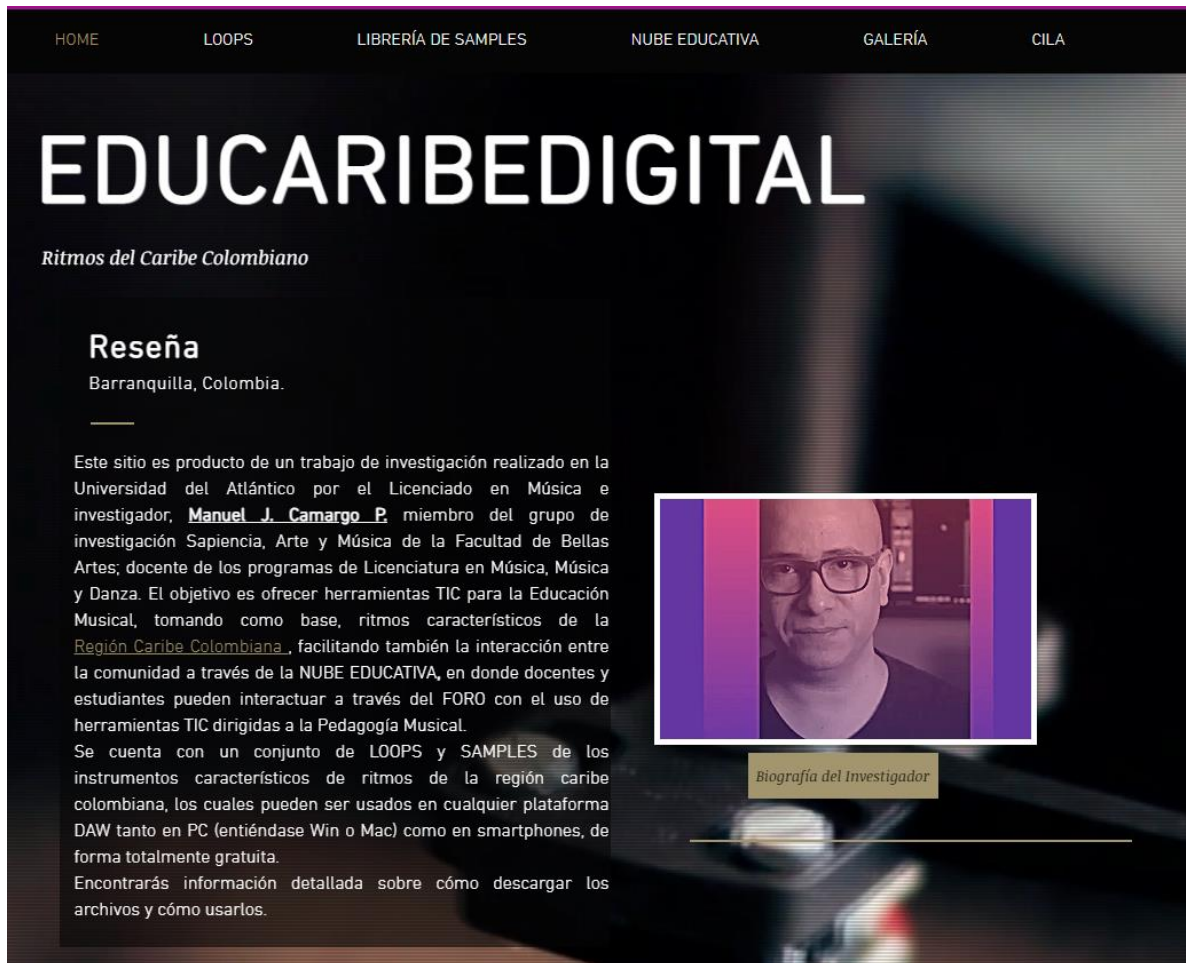 HOME LOOPS LIBRERÍA DE SAMPLES NUBE EDUCATIVA GALERÍA CILA
EDUCARIBEDIGITAL
Ritmos del Caribe Colombiano
Reseña
Barranquilla, Colombia.
Este sitio es producto de un trabajo de investigación realizado en la
Universidad del Atlántico por el Licenciado en Música e
investigador, Manuel J. Camargo P. miembro del grupo de
investigación Sapiencia, Arte y Música de la Facultad de Bellas
Artes; docente de los programas de Licenciatura en Música, Música
y Danza. El objetivo es ofrecer herramientas TIC para la Educación
Musical, tomando como base, ritmos característicos de la
Región Caribe Colombiana , facilitando también la interacción entre
la comunidad a través de la NUBE EDUCATIVA, en donde docentes y
estudiantes pueden interactuar a través del FORO con el uso de
herramientas TIC dirigidas a la Pedagogía Musical.
Se cuenta con un conjunto de LOOPS y SAMPLES de los
instrumentos característicos de ritmos de la región caribe
colombiana, los cuales pueden ser usados en cualquier plataforma
DAW tanto en PC (entiéndase Win o Mac) como en smartphones, de
forma totalmente gratuita.
Encontrarás información detallada sobre cómo descargar los
archivos y cómo usarlos.
Biografía del Investigador